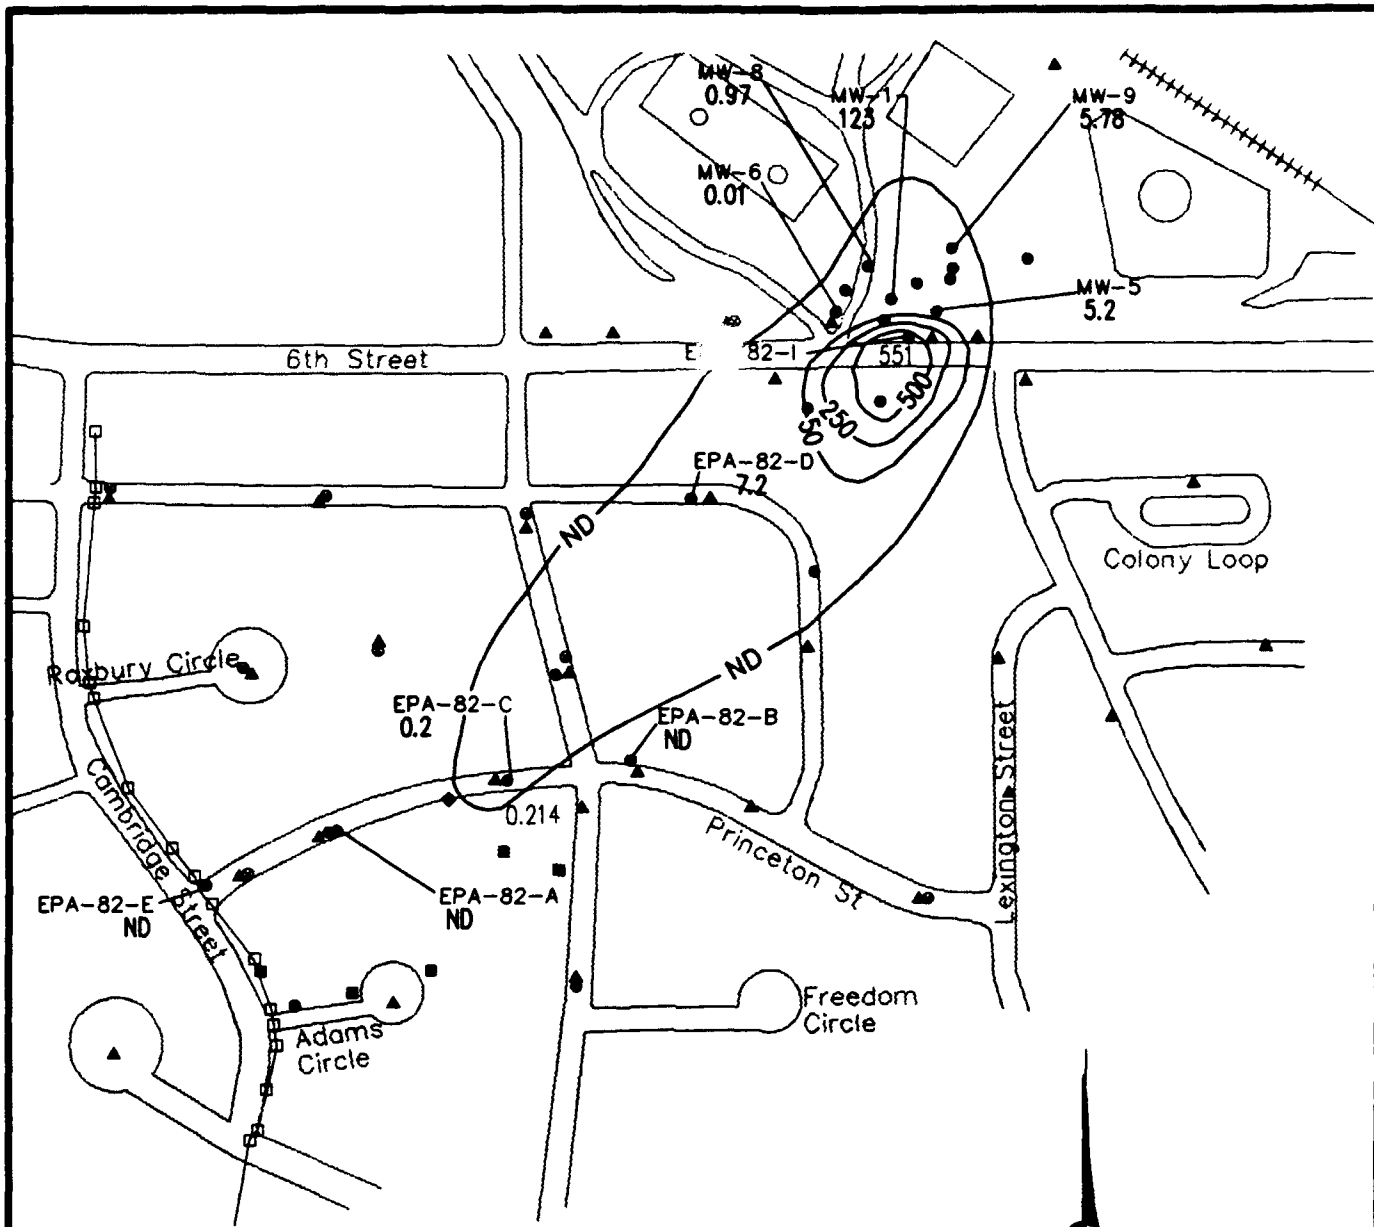 MW-8
0.97
MW-1
123
MW-9
5.78
MW-6
0.01
MW-5
5.2
6th Street
E 82-I
551
500
250
50
EPA-82-D
7.2
ND
Colony Loop
Roxbury Circle
ND
EPA-82-C
0.2
EPA-82-B
ND
0.214
Princeton St
Lexington Street
Cambridge Street
EPA-82-A
ND
EPA-82-E
ND
Freedom
Circle
Adams
Circle